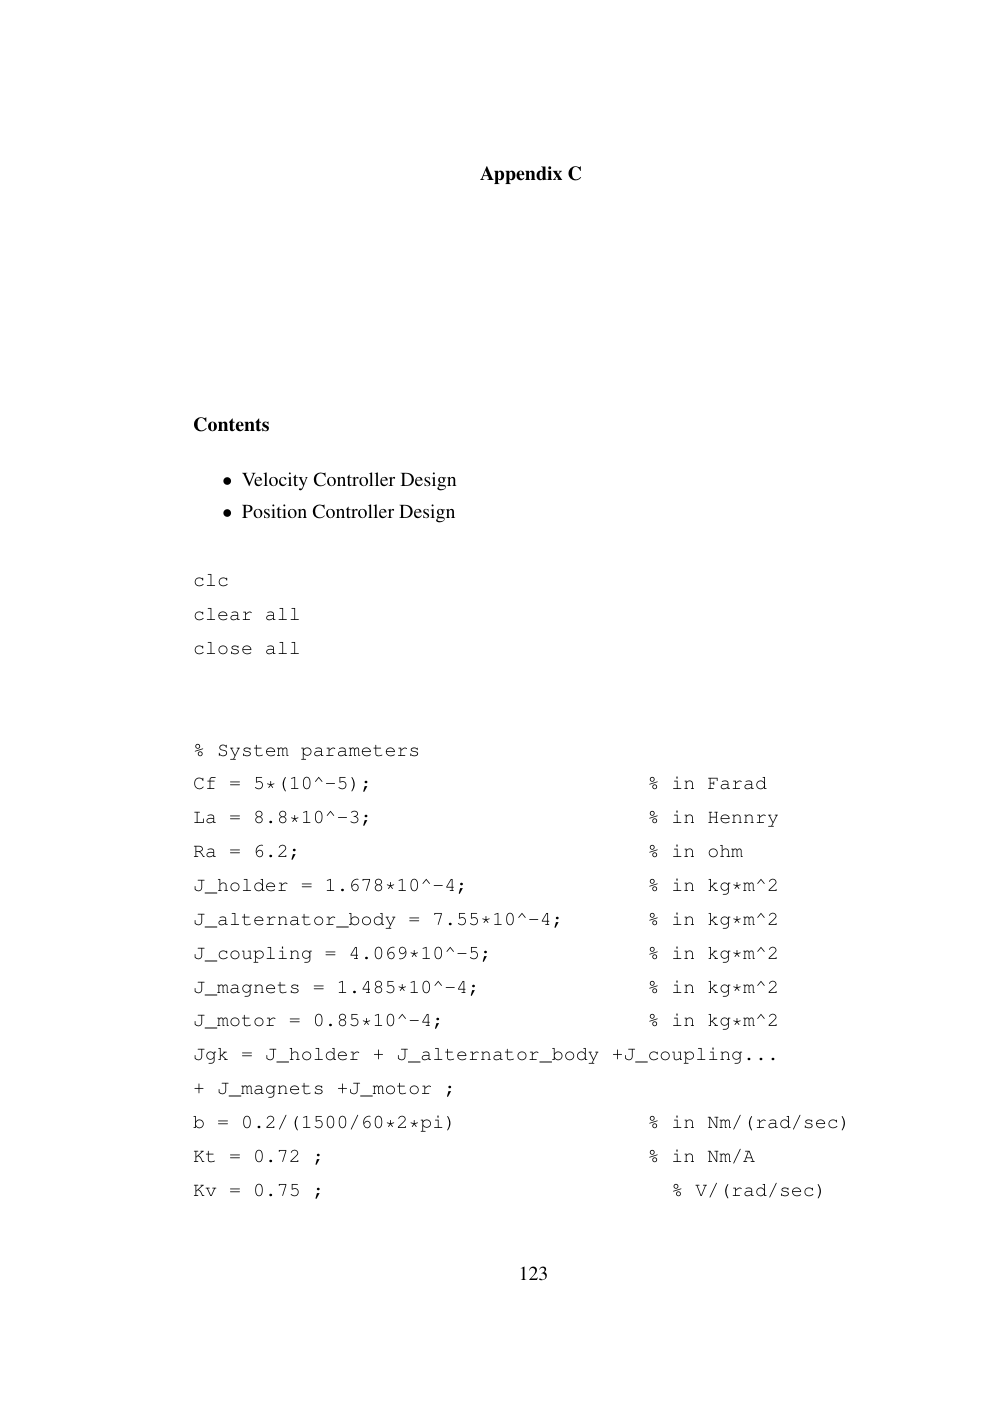 Appendix C
Contents
• Velocity Controller Design
• Position Controller Design
clc
clear all
close all
% System parameters
Cf = 5*(10^-5); % in Farad
La = 8.8*10^-3; % in Hennry
Ra = 6.2; % in ohm
J_holder = 1.678*10^-4; % in kg*m^2
J_alternator_body = 7.55*10^-4; % in kg*m^2
J_coupling = 4.069*10^-5; % in kg*m^2
J_magnets = 1.485*10^-4; % in kg*m^2
J_motor = 0.85*10^-4; % in kg*m^2
Jgk = J_holder + J_alternator_body +J_coupling...
+ J_magnets +J_motor ;
b = 0.2/(1500/60*2*pi) % in Nm/(rad/sec)
Kt = 0.72 ; % in Nm/A
Kv = 0.75 ; % V/(rad/sec)
123